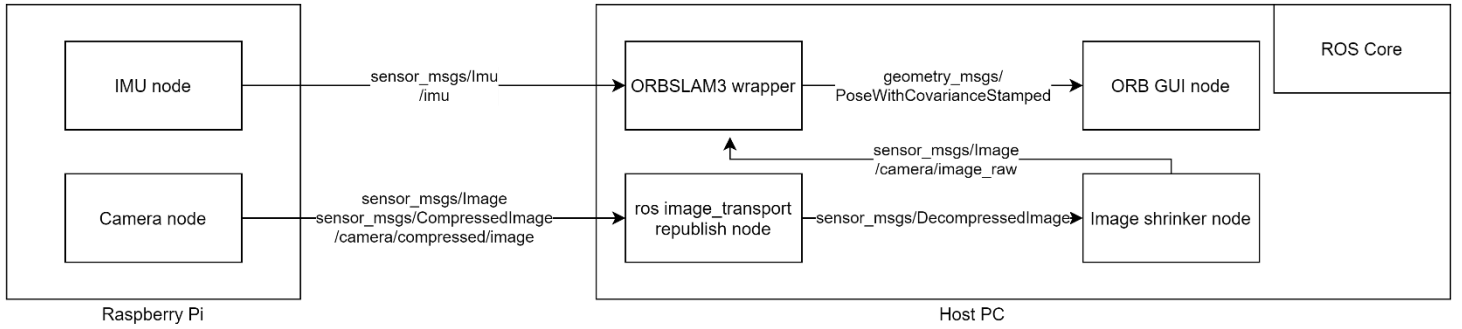 IMU node
sensor_msgs/Imu
/imu
ORBSLAM3 wrapper
geometry_msgs/
PoseWithCovarianceStamped
ORB GUI node
ROS Core
sensor_msgs/Image
/camera/image_raw
Camera node
sensor_msgs/Image
sensor_msgs/CompressedImage
/camera/compressed/image
ros image_transport
republish node
sensor_msgs/DecompressedImage
Image shrinker node
Raspberry Pi
Host PC